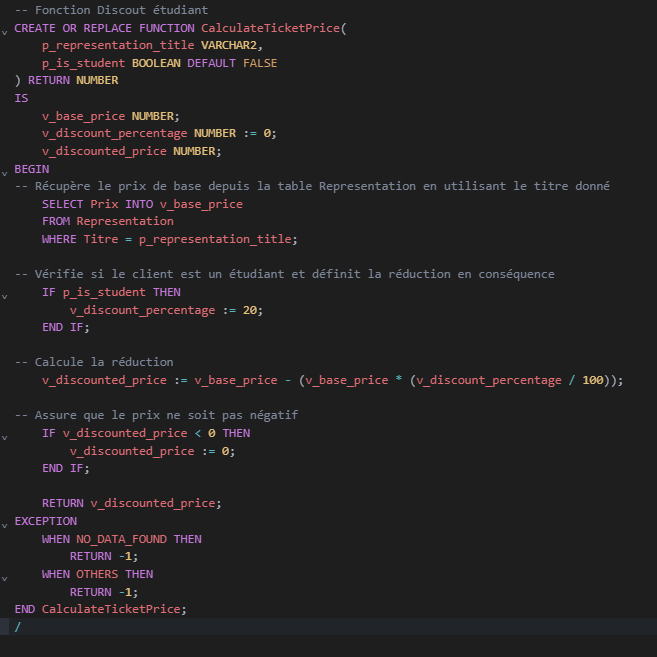 -- Fonction Discout étudiant
CREATE OR REPLACE FUNCTION CalculateTicketPrice(
    p_representation_title VARCHAR2,
    p_is_student BOOLEAN DEFAULT FALSE
) RETURN NUMBER
IS
    v_base_price NUMBER;
    v_discount_percentage NUMBER := 0;
    v_discounted_price NUMBER;
BEGIN
-- Récupère le prix de base depuis la table Representation en utilisant le titre donné
    SELECT Prix INTO v_base_price
    FROM Representation
    WHERE Titre = p_representation_title;

-- Vérifie si le client est un étudiant et définit la réduction en conséquence
    IF p_is_student THEN
        v_discount_percentage := 20;
    END IF;

-- Calcule la réduction
    v_discounted_price := v_base_price - (v_base_price * (v_discount_percentage / 100));

-- Assure que le prix ne soit pas négatif
    IF v_discounted_price < 0 THEN
        v_discounted_price := 0;
    END IF;

    RETURN v_discounted_price;
EXCEPTION
    WHEN NO_DATA_FOUND THEN
        RETURN -1;
    WHEN OTHERS THEN
        RETURN -1;
END CalculateTicketPrice;
/